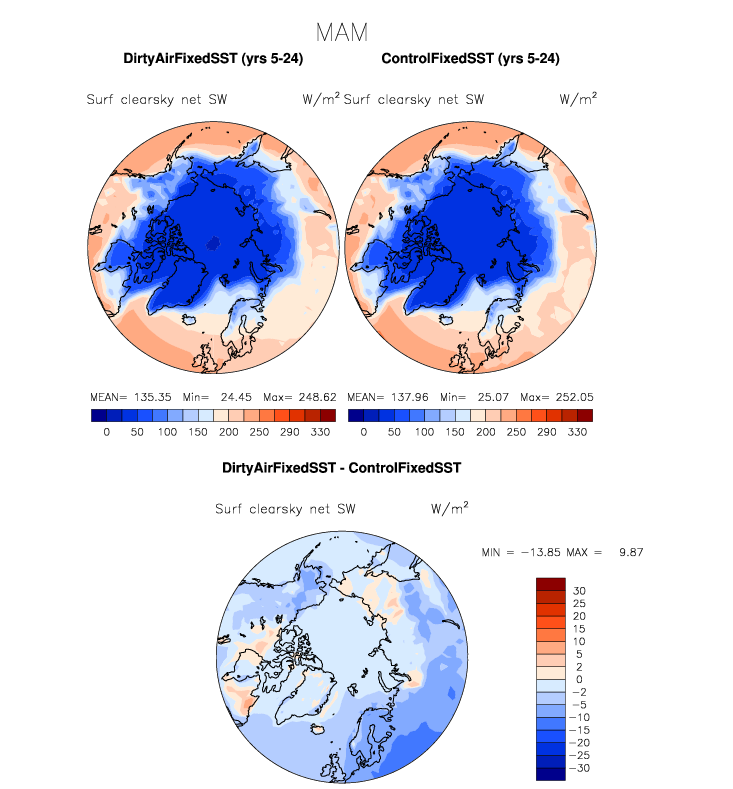 MAM
DirtyAirFixedSST (yrs 5-24) ControlFixedSST (yrs 5-24)
Surf clearsky net SW W/m² Surf clearsky net SW W/m²
MEAN= 135.35 Min= 24.45 Max= 248.62 MEAN= 137.96 Min= 25.07 Max= 252.05
0 50 100 150 200 250 290 330 0 50 100 150 200 250 290 330
DirtyAirFixedSST - ControlFixedSST
Surf clearsky net SW W/m²
MIN = -13.85 MAX = 9.87
30
25
20
15
10
5
2
0
-2
-5
-10
-15
-20
-25
-30